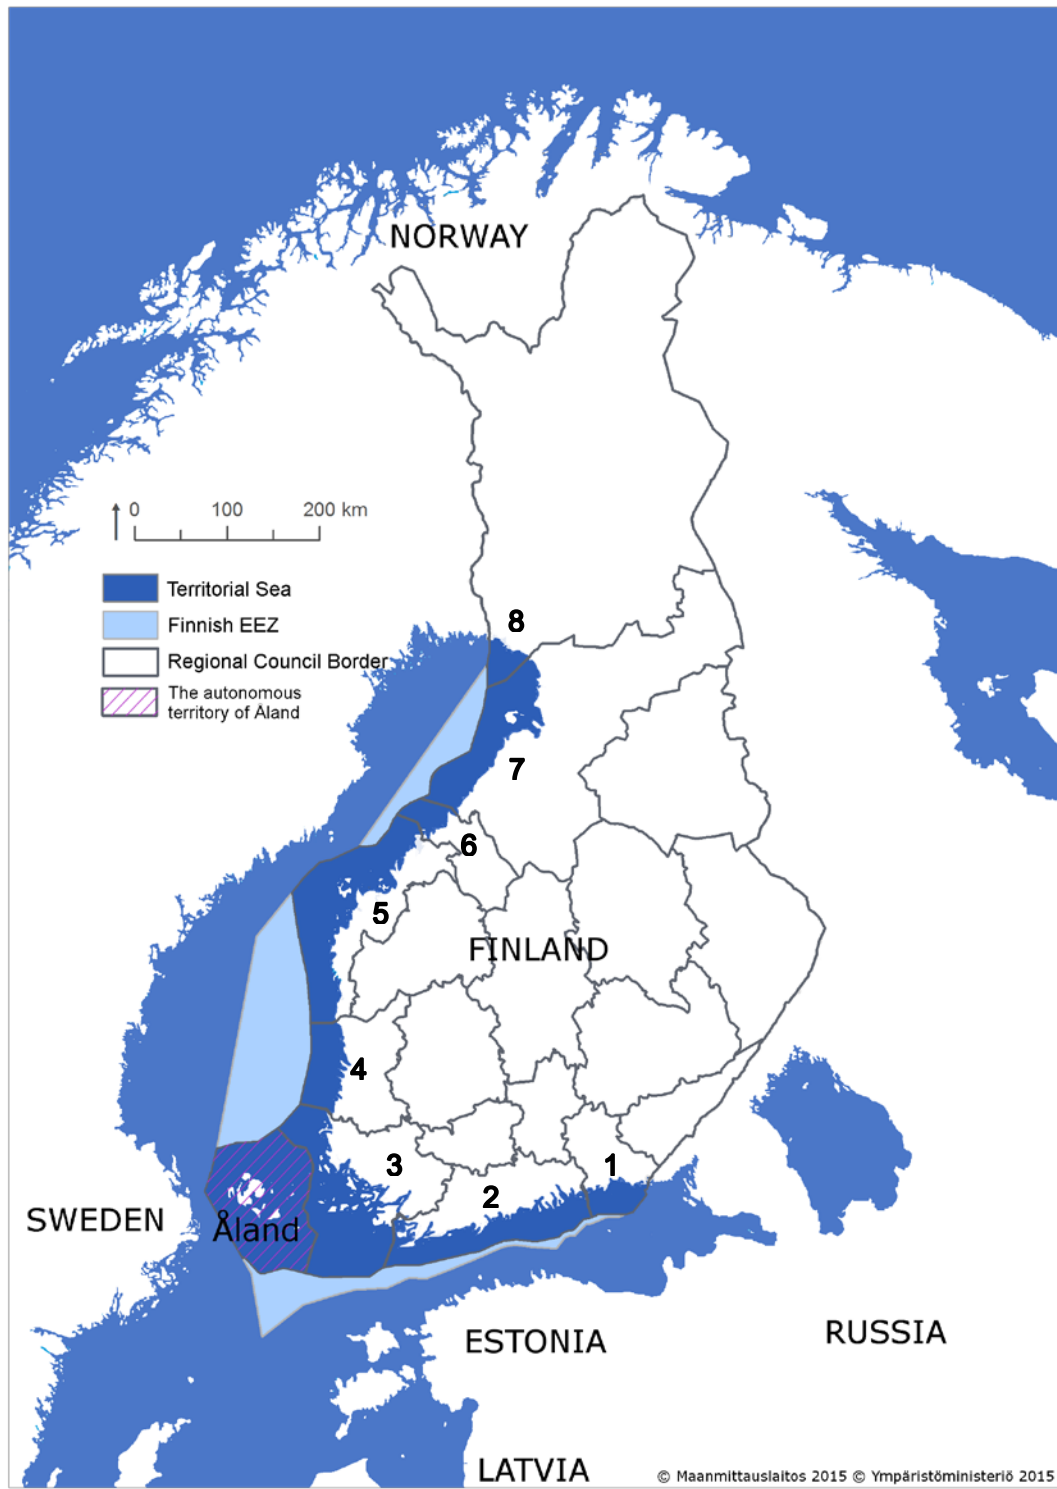 NORWAY
0 100 200 km
Territorial Sea
Finnish EEZ
Regional Council Border
The autonomous
territory of Åland
8
7
6
5
FINLAND
4
3
1
2
SWEDEN
Åland
ESTONIA
RUSSIA
LATVIA
© Maanmittauslaitos 2015 © Ympäristöministeriö 2015